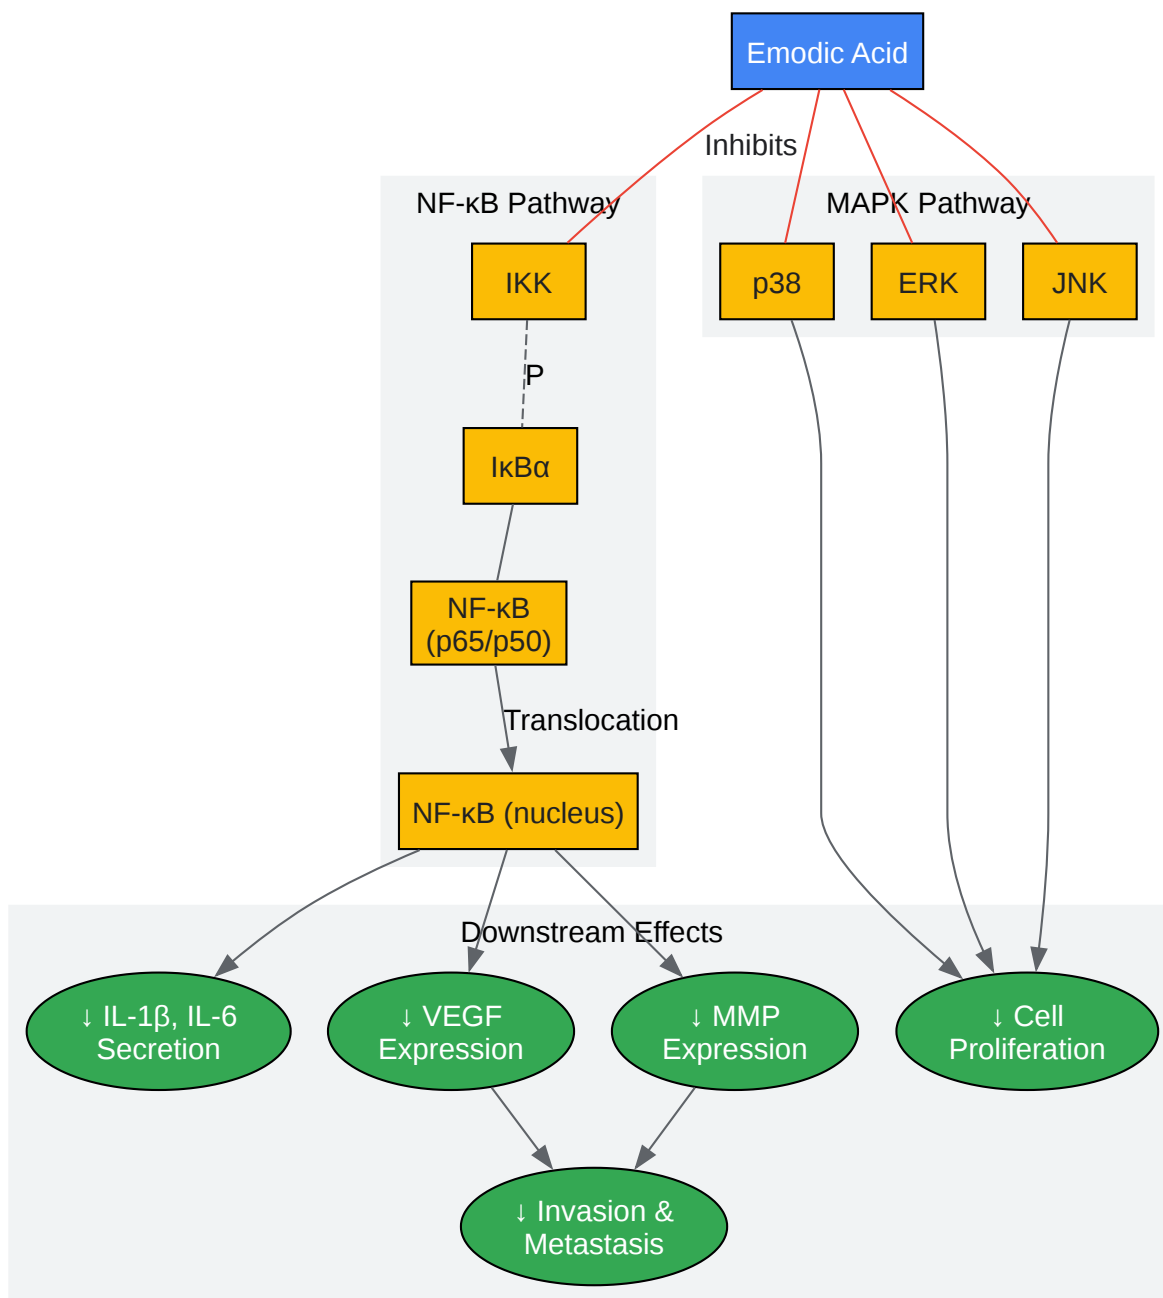 Emodic Acid
Inhibits
NF-κB Pathway
MAPK Pathway
IKK
p38
ERK
JNK
P
IκBα
NF-κB
(p65/p50)
Translocation
NF-κB (nucleus)
Downstream Effects
↓ IL-1β, IL-6
Secretion
↓ VEGF
Expression
↓ MMP
Expression
↓ Cell
Proliferation
↓ Invasion &
Metastasis